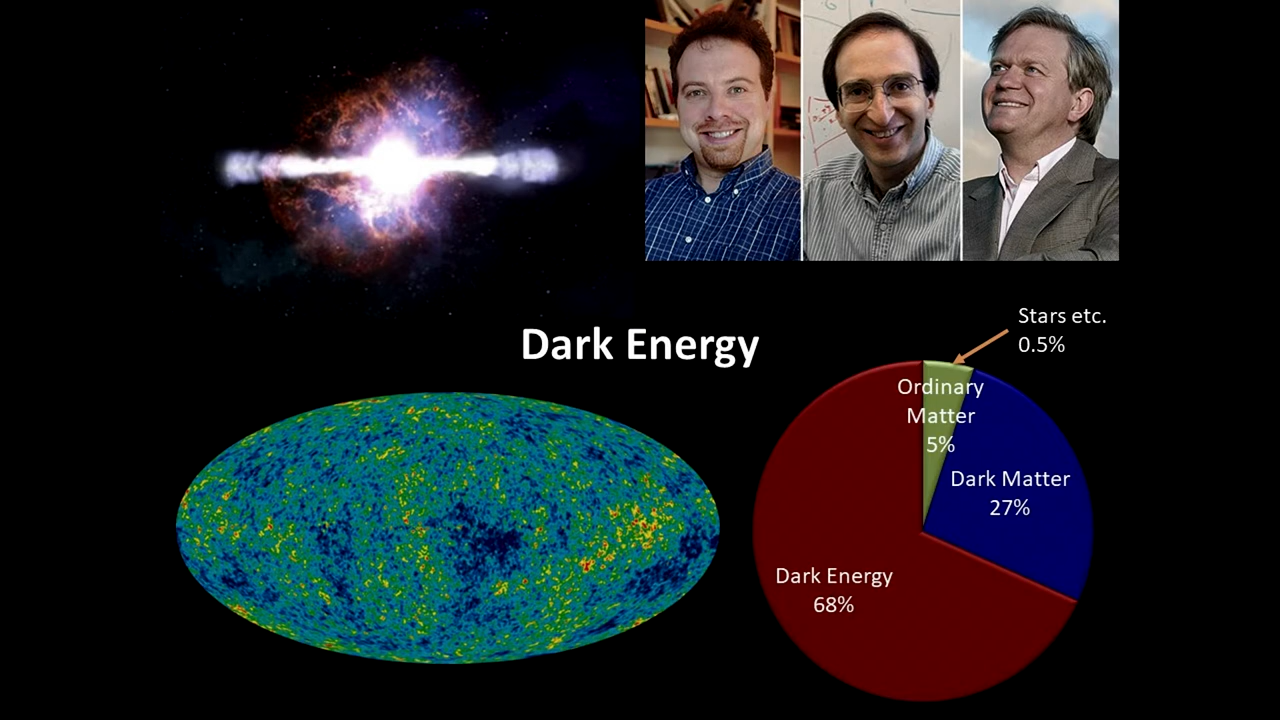 Dark Energy
Stars etc.
0.5%
Ordinary
Matter
5%
Dark Matter
27%
Dark Energy
68%